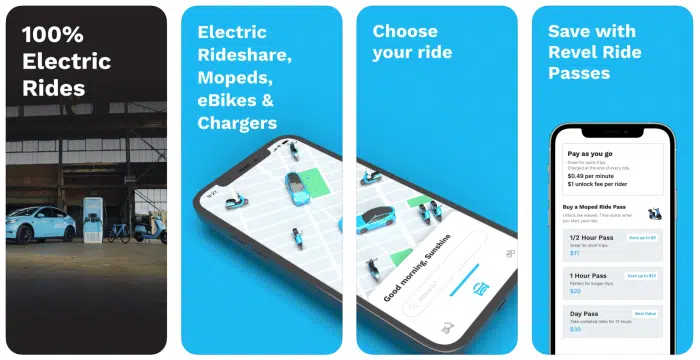 100%
Electric
Rides
Electric
Rideshare,
Mopeds,
eBikes &
Chargers
9:27
Good morning, Sunshine
Choose
your ride
Save with
Revel Ride
Passes
Pay as you go
Great for quick trips.
Charged at the end of every ride.
$0.49 per minute
$1 unlock fee per rider
Buy a Moped Ride Pass
Unlock fee waived. Time starts when
you start your ride.
1/2 Hour Pass
Save up to $5
Great for short trips.
$11
1 Hour Pass
Save up to $10
Perfect for longer trips.
$20
Day Pass
Best Value
Take unlimited rides for 12 hours.
$39